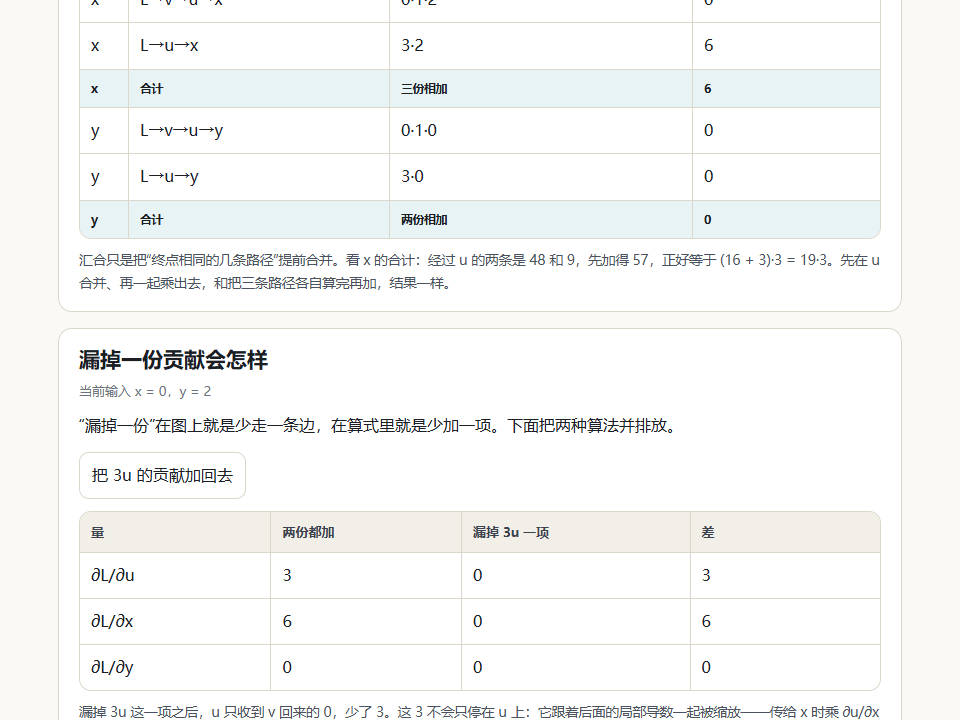 x L→v→u→x 0·1·2 0
x L→u→x 3·2 6
x 合计 三份相加 6
y L→v→u→y 0·1·0 0
y L→u→y 3·0 0
y 合计 两份相加 0
汇合只是把“终点相同的几条路径”提前合并。看 x 的合计：经过 u 的两条是 48 和 9，先加得 57，正好等于 (16 + 3)·3 = 19·3。先在 u
合并、再一起乘出去，和把三条路径各自算完再加，结果一样。
漏掉一份贡献会怎样
当前输入 x = 0，y = 2
“漏掉一份”在图上就是少走一条边，在算式里就是少加一项。下面把两种算法并排放。
把 3u 的贡献加回去
量 两份都加 漏掉 3u 一项 差
∂L/∂u 3 0 3
∂L/∂x 6 0 6
∂L/∂y 0 0 0
漏掉 3u 这一项之后，u 只收到 v 回来的 0，少了 3。这 3 不会只停在 u 上：它跟着后面的局部导数一起被缩放——传给 x 时乘 ∂u/∂x